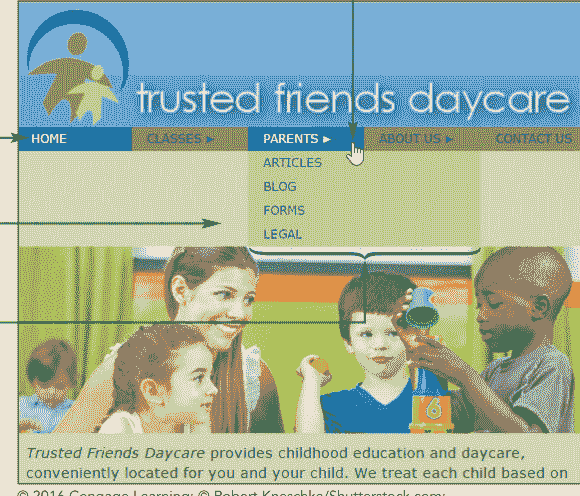 trusted friends daycare
HOME CLASSES ▶ PARENTS ▶ ABOUT US ▶ CONTACT US
ARTICLES
BLOG
FORMS
LEGAL
Trusted Friends Daycare provides childhood education and daycare,
conveniently located for you and your child. We treat each child based on
© 2016 Cengage Learning; © Robert Kneschke/Shutterstock.com